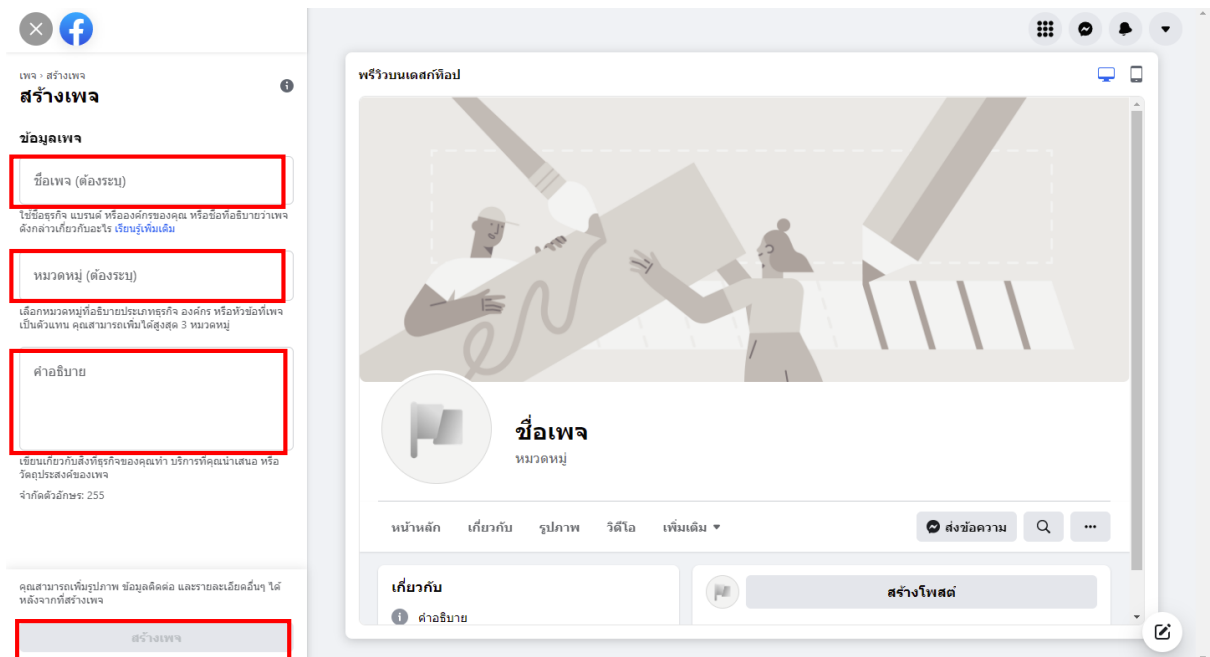 เพจ › สร้างเพจ
สร้างเพจ
ข้อมูลเพจ
ชื่อเพจ (ต้องระบุ)
ใช้ชื่อธุรกิจ แบรนด์ หรือองค์กรของคุณ หรือชื่อที่อธิบายว่าเพจ
ดังกล่าวเกี่ยวกับอะไร เรียนรู้เพิ่มเติม
หมวดหมู่ (ต้องระบุ)
เลือกหมวดหมู่ที่อธิบายประเภทธุรกิจ องค์กร หรือหัวข้อที่เพจ
เป็นตัวแทน คุณสามารถเพิ่มได้สูงสุด 3 หมวดหมู่
คำอธิบาย
เขียนเกี่ยวกับสิ่งที่ธุรกิจของคุณทำ บริการที่คุณนำเสนอ หรือ
วัตถุประสงค์ของเพจ
จำกัดตัวอักษร: 255
คุณสามารถเพิ่มรูปภาพ ข้อมูลติดต่อ และรายละเอียดอื่นๆ ได้
หลังจากที่สร้างเพจ
สร้างเพจ
พรีวิวบนเดสก์ท็อป
ชื่อเพจ
หมวดหมู่
หน้าหลัก เกี่ยวกับ รูปภาพ วิดีโอ เพิ่มเติม ส่งข้อความ
เกี่ยวกับ
คำอธิบาย
สร้างโพสต์